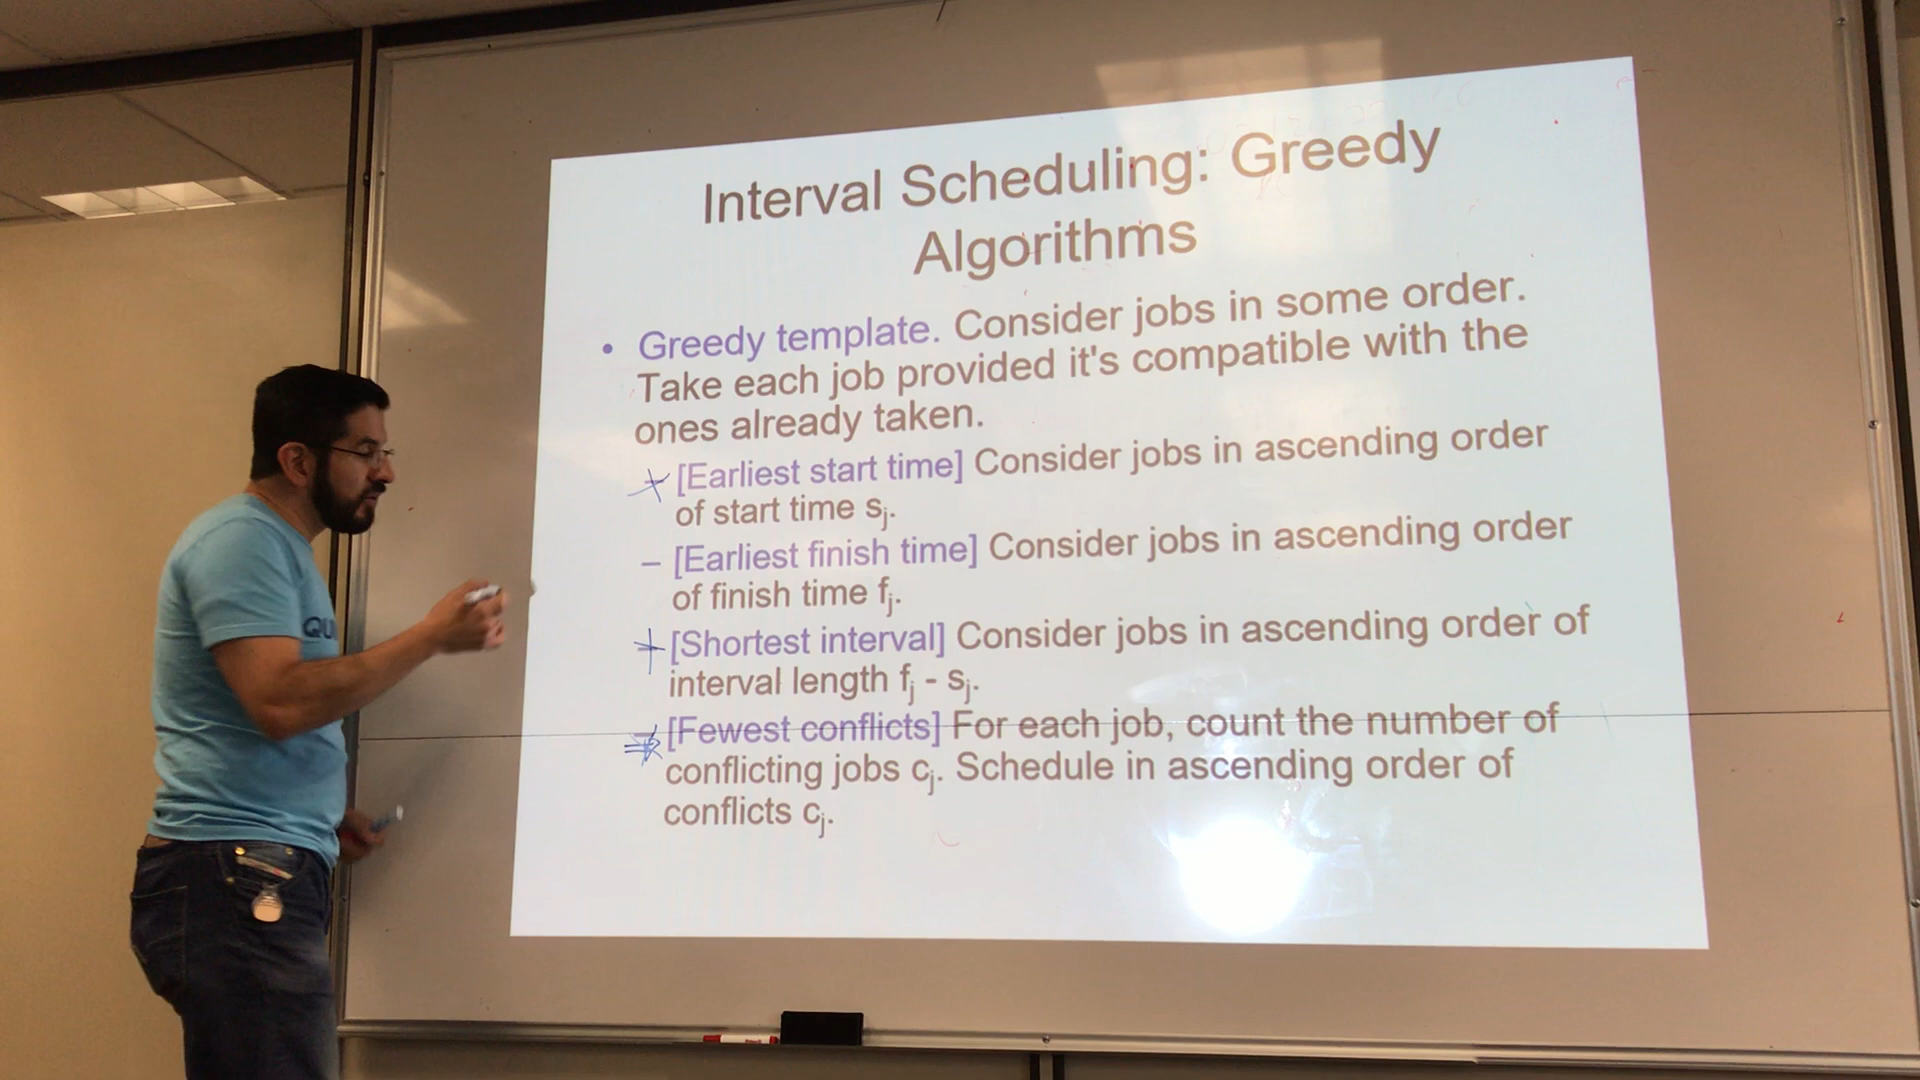 Interval Scheduling: Greedy
Algorithms
• Greedy template. Consider jobs in some order.
Take each job provided it's compatible with the
ones already taken.
[Earliest start time] Consider jobs in ascending order
of start time sj.
– [Earliest finish time] Consider jobs in ascending order
of finish time fj.
[Shortest interval] Consider jobs in ascending order of
interval length fj - sj.
[Fewest conflicts] For each job, count the number of
conflicting jobs cj. Schedule in ascending order of
conflicts cj.
QU